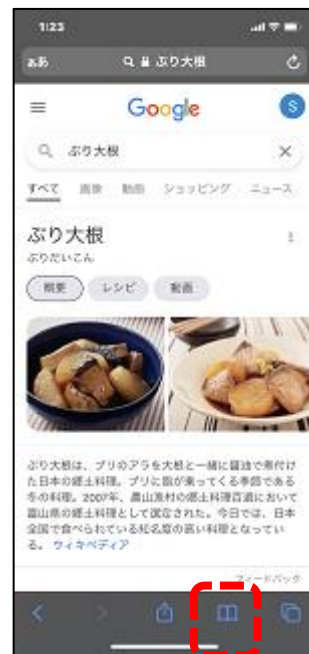 1:23
ああ ぶり大根
Google
S
ぶり大根
すべて 画像 動画 ショッピング ニュース
ぶり大根
ぶりだいこん
概要 レシピ 動画
ぶり大根は、ブリのアラを大根と一緒に醤油で煮付け
た日本の郷土料理。ブリに脂が乗ってくる季節である
冬の料理。2007年、農山漁村の郷土料理百選において
富山県の郷土料理として選定された。今日では、日本
全国で食べられている知名度の高い料理となってい
る。 ウィキペディア
フィードバック